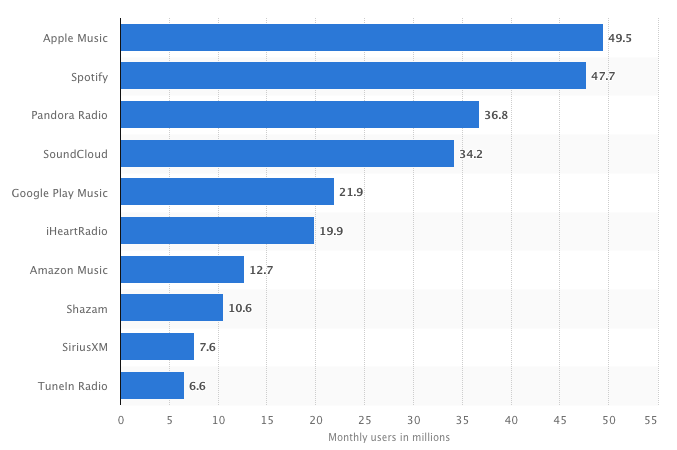 Apple Music 49.5
Spotify 47.7
Pandora Radio 36.8
SoundCloud 34.2
Google Play Music 21.9
iHeartRadio 19.9
Amazon Music 12.7
Shazam 10.6
SiriusXM 7.6
TuneIn Radio 6.6
0 5 10 15 20 25 30 35 40 45 50 55
Monthly users in millions